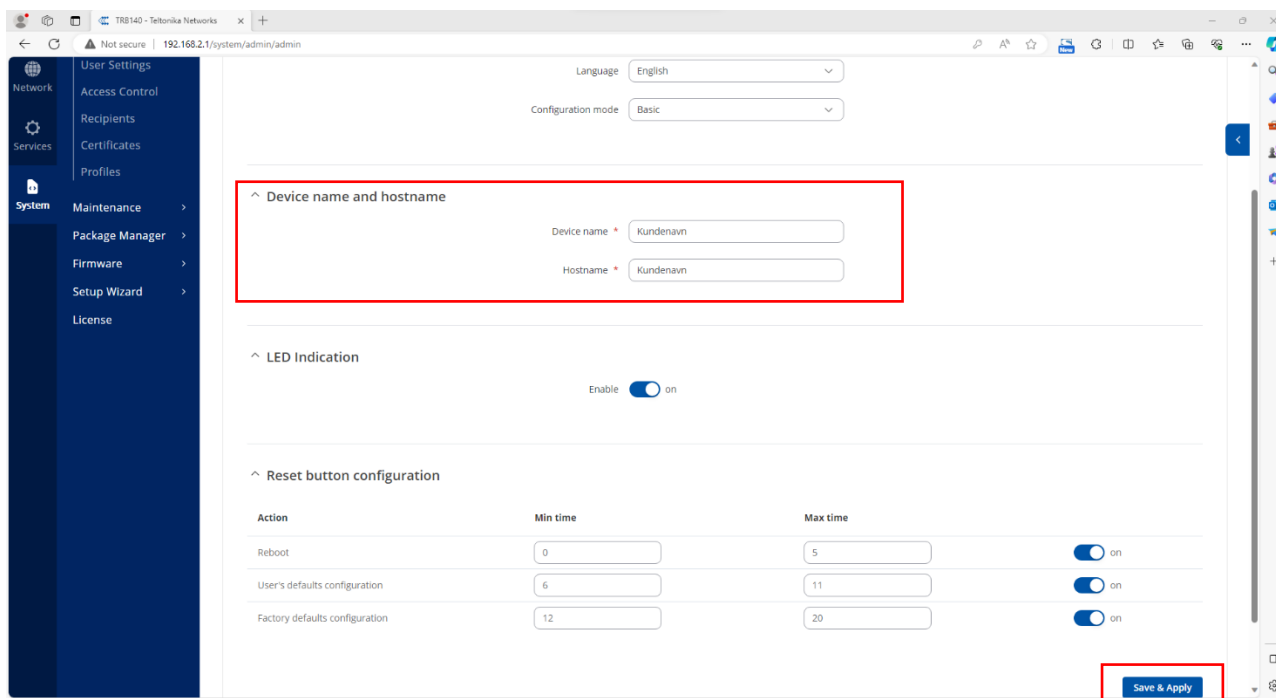 TRB140 - Teltonika Networks
Not secure 192.168.2.1/system/admin/admin
New
Network
Services
System
User Settings
Access Control
Recipients
Certificates
Profiles
Maintenance
Package Manager
Firmware
Setup Wizard
License
Language English
Configuration mode Basic
Device name and hostname
Device name * Kundenavn
Hostname * Kundenavn
LED Indication
Enable on
Reset button configuration
Action Min time Max time
Reboot 0 5 on
User's defaults configuration 6 11 on
Factory defaults configuration 12 20 on
Save & Apply